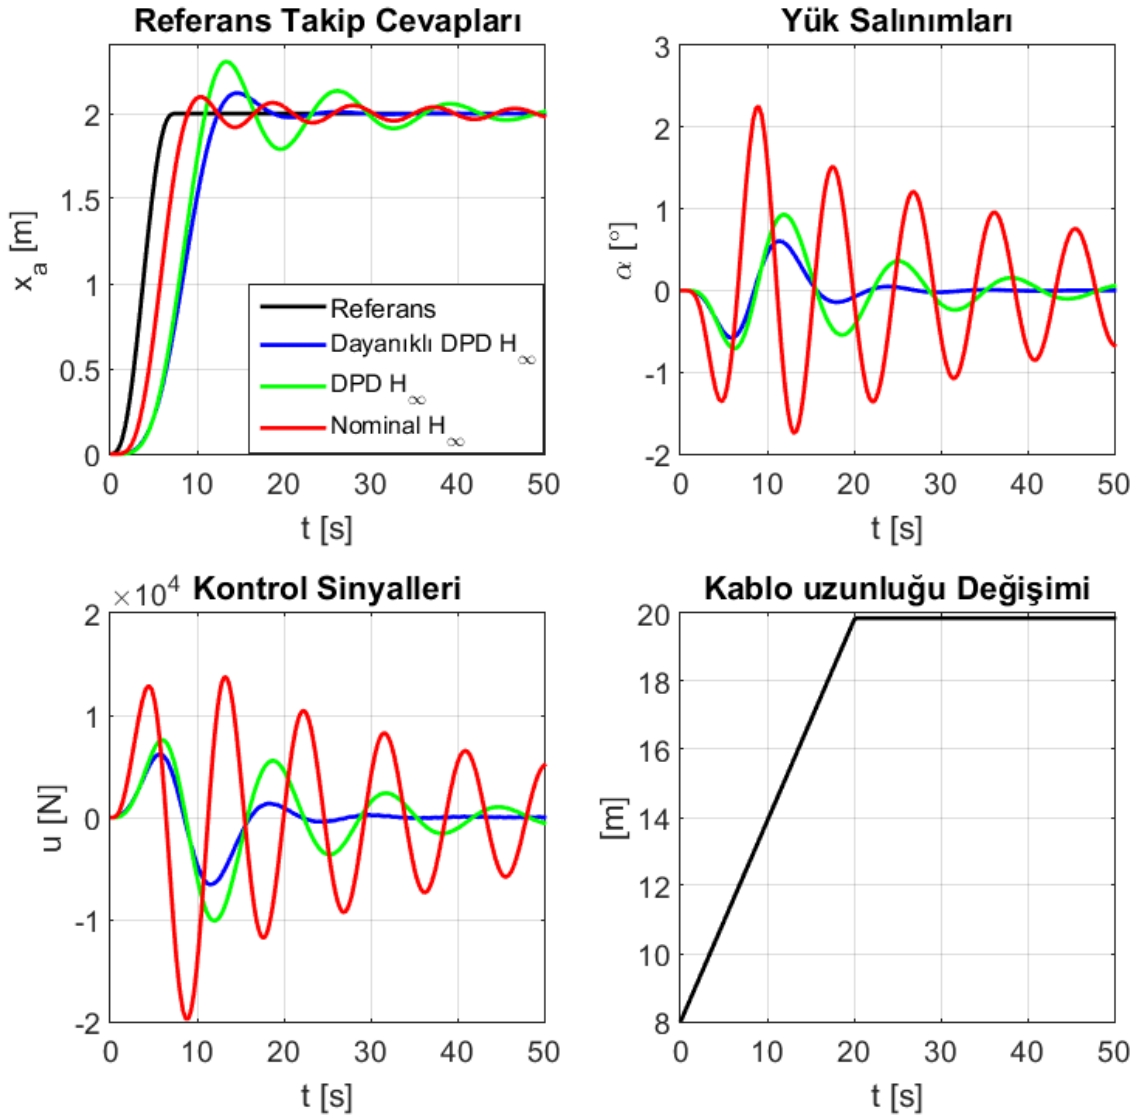 Referans Takip Cevapları
x_a [m]
2
1.5
1
0.5
0
Referans
Dayanıklı DPD H_∞
DPD H_∞
Nominal H_∞
0 10 20 30 40 50
t [s]
Yük Salınımları
α [°]
3
2
1
0
-1
-2
0 10 20 30 40 50
t [s]
×10^4 Kontrol Sinyalleri
u [N]
2
1
0
-1
-2
0 10 20 30 40 50
t [s]
Kablo uzunluğu Değişimi
[m]
20
18
16
14
12
10
8
0 10 20 30 40 50
t [s]